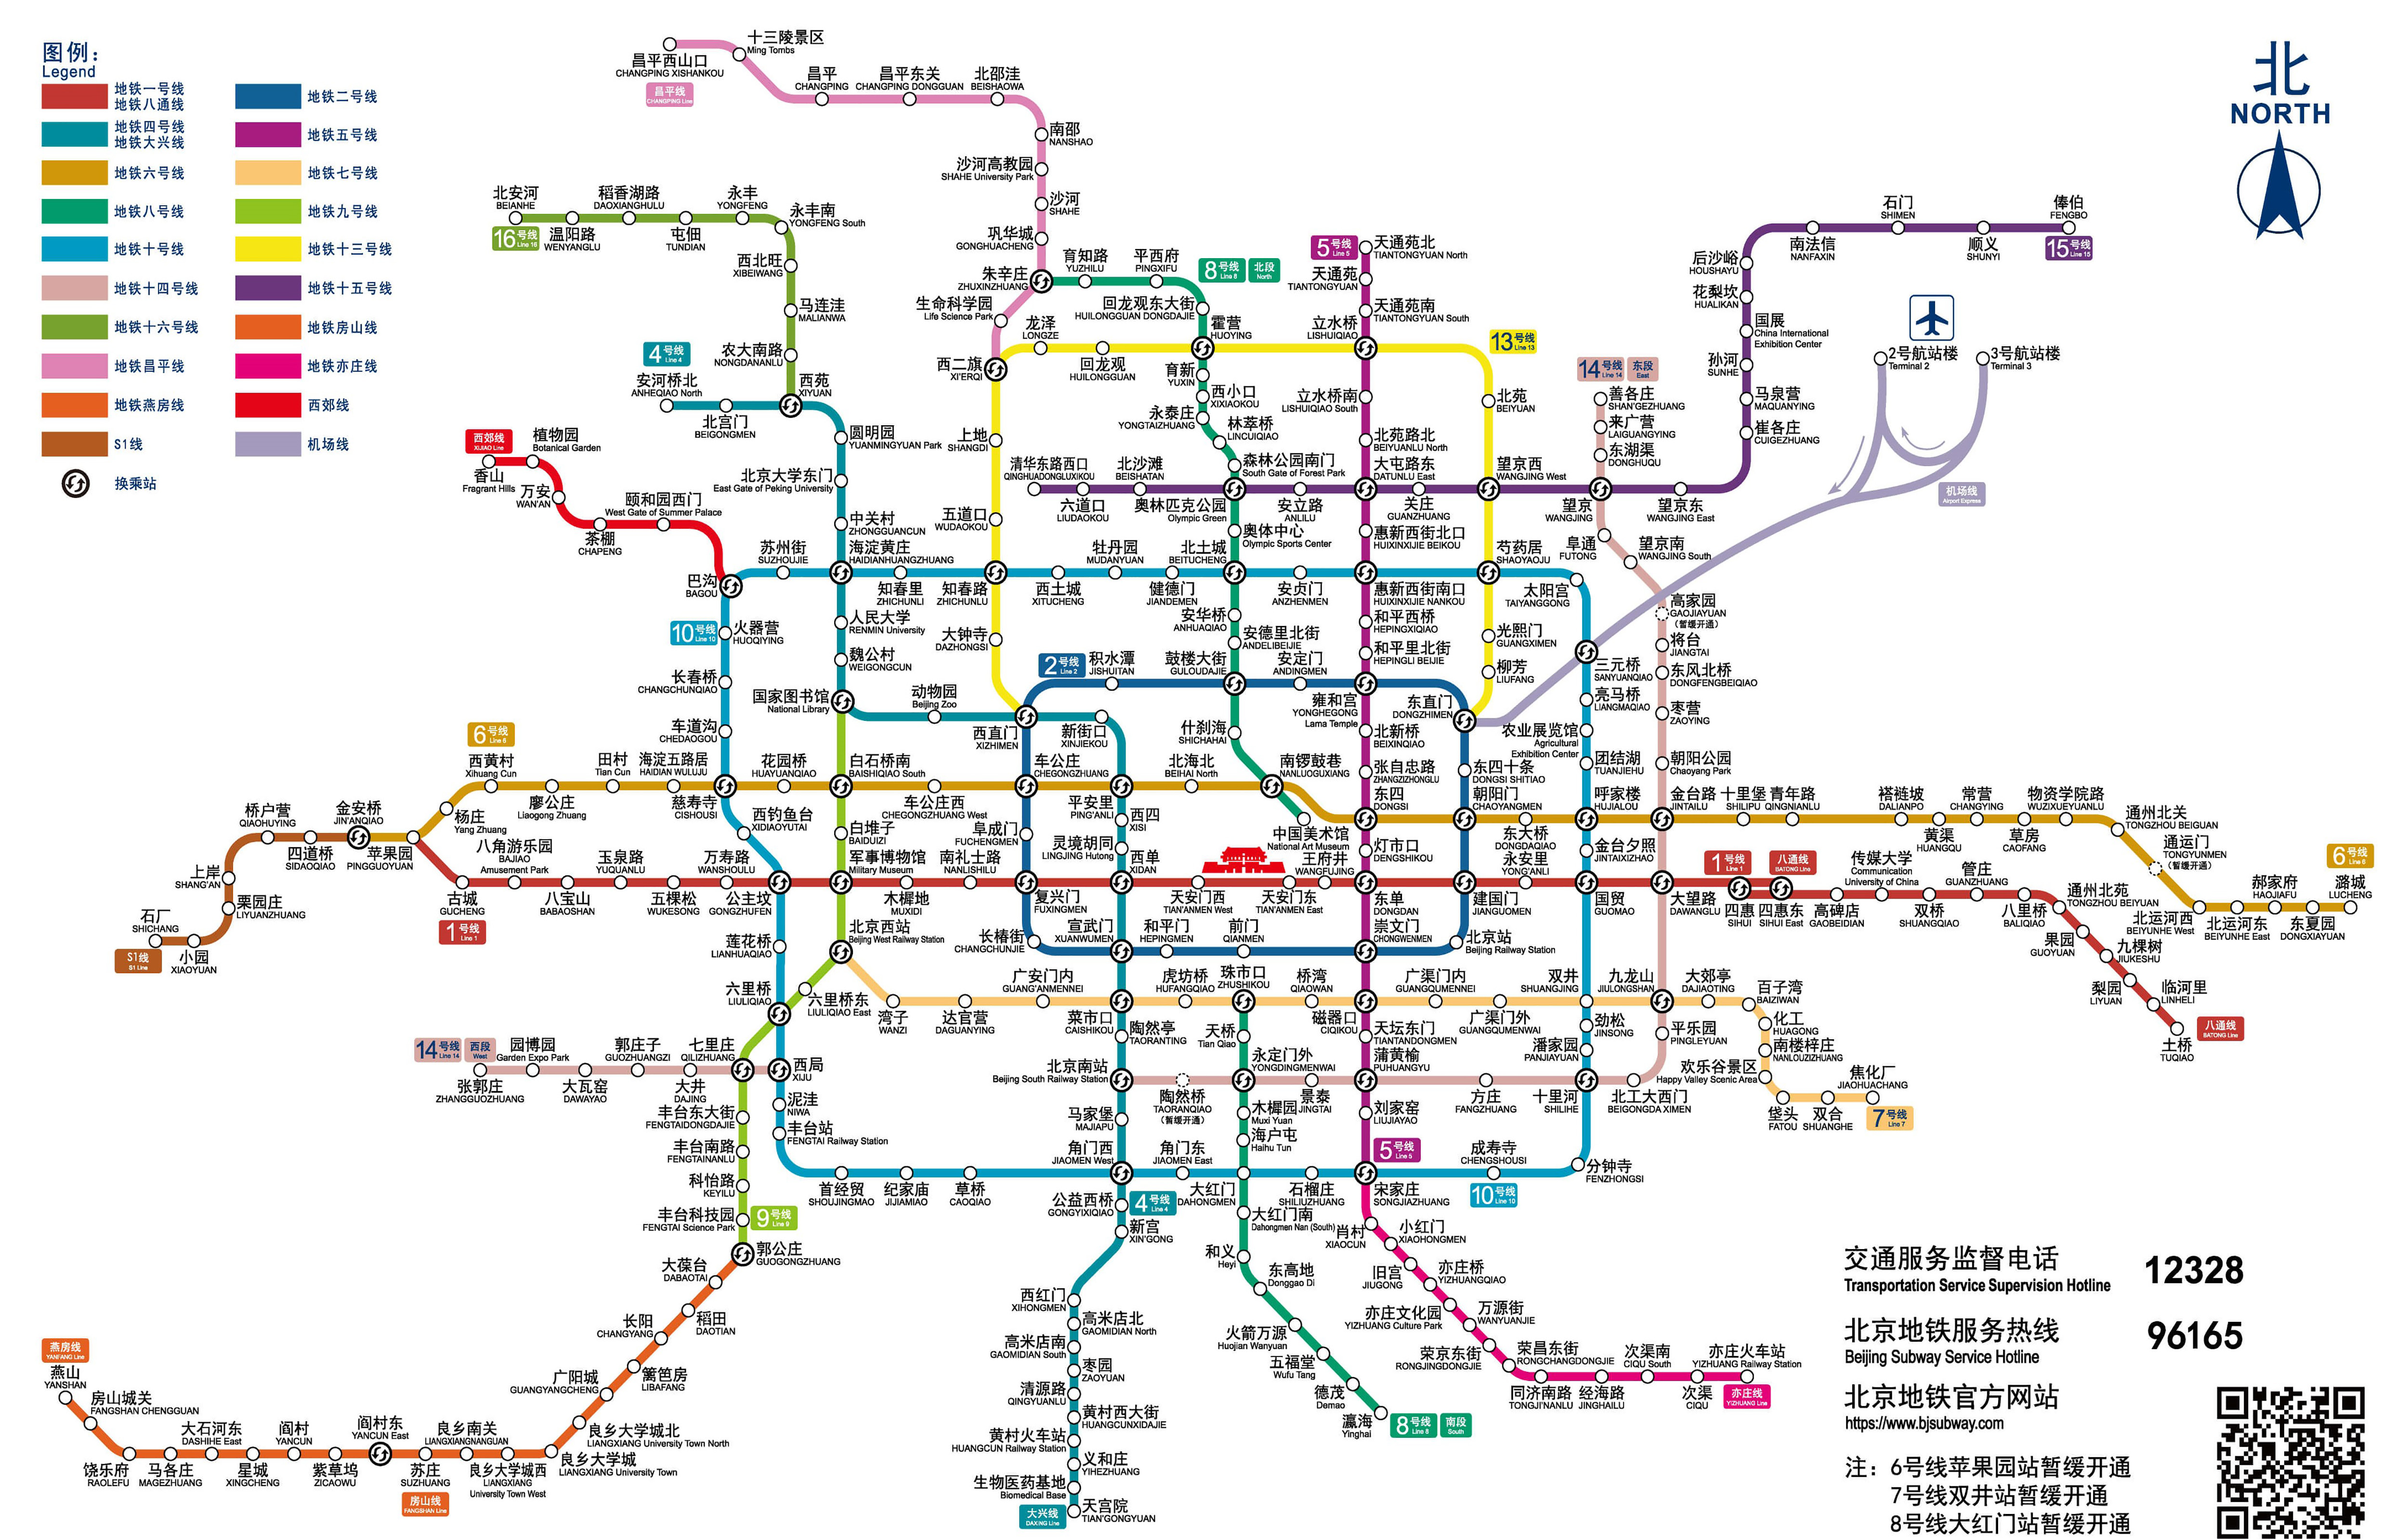 图例：
Legend
地铁一号线
地铁八通线
地铁二号线
地铁四号线
地铁大兴线
地铁五号线
地铁六号线
地铁七号线
地铁八号线
地铁九号线
地铁十号线
地铁十三号线
地铁十四号线
地铁十五号线
地铁十六号线
地铁房山线
地铁昌平线
地铁亦庄线
地铁燕房线
西郊线
S1线
机场线
换乘站
北
NORTH
昌平西山口
CHANGPING XISHANKOU
昌平线
CHANGPING Line
十三陵景区
Ming Tombs
昌平
CHANGPING
昌平东关
CHANGPING DONGGUAN
北邵洼
BEISHAOWA
南邵
NANSHAO
沙河高教园
SHAHE University Park
沙河
SHAHE
巩华城
GONGHUACHENG
朱辛庄
ZHUXINZHUANG
生命科学园
Life Science Park
西二旗
XI'ERQI
北安河
BEIANHE
16号线
Line 16
温阳路
WENYANGLU
稻香湖路
DAOXIANGHULU
屯佃
TUNDIAN
永丰
YONGFENG
永丰南
YONGFENG South
西北旺
XIBEIWANG
马连洼
MALIANWA
农大南路
NONGDANANLU
西苑
XIYUAN
4号线
Line 4
安河桥北
ANHEQIAO North
北宫门
BEIGONGMEN
圆明园
YUANMINGYUAN Park
北京大学东门
East Gate of Peking University
中关村
ZHONGGUANCUN
海淀黄庄
HAIDIANHUANGZHUANG
人民大学
RENMIN University
魏公村
WEIGONGCUN
国家图书馆
National Library
动物园
Beijing Zoo
西直门
XIZHIMEN
新街口
XINJIEKOU
西郊线
XIJIAO Line
香山
Fragrant Hills
植物园
Botanical Garden
万安
WAN'AN
茶棚
CHAPENG
颐和园西门
West Gate of Summer Palace
巴沟
BAGOU
育知路
YUZHILU
平西府
PINGXIFU
8号线
Line 8
北段
North
回龙观东大街
HUILONGGUAN DONGDAJIE
霍营
HUOYING
育新
YUXIN
西小口
XIXIAOKOU
永泰庄
YONGTAIZHUANG
林萃桥
LINCUIQIAO
森林公园南门
South Gate of Forest Park
奥林匹克公园
Olympic Green
奥体中心
Olympic Sports Center
北土城
BEITUCHENG
安华桥
ANHUAQIAO
安德里北街
ANDELIBEIJIE
鼓楼大街
GULOUDAJIE
什刹海
SHICHAHAI
南锣鼓巷
NANLUOGUXIANG
中国美术馆
National Art Museum
龙泽
LONGZE
回龙观
HUILONGGUAN
立水桥
LISHUIQIAO
13号线
Line 13
北苑
BEIYUAN
望京西
WANGJING West
芍药居
SHAOYAOJU
光熙门
GUANGXIMEN
柳芳
LIUFANG
东直门
DONGZHIMEN
上地
SHANGDI
五道口
WUDAOKOU
知春路
ZHICHUNLU
大钟寺
DAZHONGSI
5号线
Line 5
天通苑北
TIANTONGYUAN North
天通苑
TIANTONGYUAN
天通苑南
TIANTONGYUAN South
立水桥南
LISHUIQIAO South
北苑路北
BEIYUANLU North
大屯路东
DATUNLU East
惠新西街北口
HUIXINXIJIE BEIKOU
惠新西街南口
HUIXINXIJIE NANKOU
和平西桥
HEPINGXIQIAO
和平里北街
HEPINGLI BEIJIE
雍和宫
YONGHEGONG
Lama Temple
北新桥
BEIXINQIAO
张自忠路
ZHANGZIZHONGLU
东四
DONGSI
灯市口
DENGSHIKOU
东单
DONGDAN
崇文门
CHONGWENMEN
磁器口
CIQIKOU
天坛东门
TIANTANDONGMEN
蒲黄榆
PUHUANGYU
刘家窑
LIUJIAYAO
5号线
Line 5
宋家庄
SONGJIAZHUANG
清华东路西口
QINGHUADONGLUXIKOU
六道口
LIUDAOKOU
北沙滩
BEISHATAN
安立路
ANLILU
关庄
GUANZHUANG
望京
WANGJING
望京东
WANGJING East
崔各庄
CUIGEZHUANG
马泉营
MAQUANYING
孙河
SUNHE
国展
China International
Exhibition Center
花梨坎
HUALIKAN
后沙峪
HOUSHAYU
南法信
NANFAXIN
石门
SHIMEN
顺义
SHUNYI
俸伯
FENGBO
15号线
Line 15
2号航站楼
Terminal 2
3号航站楼
Terminal 3
机场线
Airport Express
14号线
Line 14
东段
East
善各庄
SHAN'GEZHUANG
来广营
LAIGUANGYING
东湖渠
DONGHUQU
阜通
FUTONG
望京南
WANGJING South
高家园
GAOJIAYUAN
（暂缓开通）
将台
JIANGTAI
东风北桥
DONGFENGBEIQIAO
枣营
ZAOYING
朝阳公园
Chaoyang Park
金台路
JINTAILU
大望路
DAWANGLU
九龙山
JIULONGSHAN
平乐园
PINGLEYUAN
北工大西门
BEIGONGDA XIMEN
苏州街
SUZHOUJIE
知春里
ZHICHUNLI
西土城
XITUCHENG
牡丹园
MUDANYUAN
健德门
JIANDEMEN
安贞门
ANZHENMEN
太阳宫
TAIYANGGONG
三元桥
SANYUANQIAO
亮马桥
LIANGMAQIAO
农业展览馆
Agricultural
Exhibition Center
团结湖
TUANJIEHU
呼家楼
HUJIALOU
金台夕照
JINTAIXIZHAO
国贸
GUOMAO
双井
SHUANGJING
劲松
JINSONG
潘家园
PANJIAYUAN
十里河
SHILIHE
分钟寺
FENZHONGSI
成寿寺
CHENGSHOUSI
10号线
Line 10
石榴庄
SHILIUZHUANG
大红门
DAHONGMEN
角门东
JIAOMEN East
角门西
JIAOMEN West
草桥
CAOQIAO
纪家庙
JIJIAMIAO
首经贸
SHOUJINGMAO
丰台站
FENGTAI Railway Station
泥洼
NIWA
西局
XIJU
六里桥
LIULIQIAO
莲花桥
LIANHUAQIAO
公主坟
GONGZHUFEN
西钓鱼台
XIDIAOYUTAI
慈寿寺
CISHOUSI
车道沟
CHEDAOGOU
长春桥
CHANGCHUNQIAO
火器营
HUOQIYING
10号线
Line 10
2号线
Line 2
积水潭
JISHUITAN
安定门
ANDINGMEN
东四十条
DONGSI SHITIAO
朝阳门
CHAOYANGMEN
建国门
JIANGUOMEN
北京站
Beijing Railway Station
前门
QIANMEN
和平门
HEPINGMEN
宣武门
XUANWUMEN
长椿街
CHANGCHUNJIE
复兴门
FUXINGMEN
阜成门
FUCHENGMEN
车公庄
CHEGONGZHUANG
6号线
Line 6
金安桥
JIN'ANQIAO
苹果园
PINGGUOYUAN
杨庄
Yang Zhuang
西黄村
Xihuang Cun
廖公庄
Liaogong Zhuang
田村
Tian Cun
海淀五路居
HAIDIAN WULUJU
花园桥
HUAYUANQIAO
白石桥南
BAISHIQIAO South
车公庄西
CHEGONGZHUANG West
平安里
PING'ANLI
北海北
BEIHAI North
东大桥
DONGDAQIAO
十里堡
SHILIPU
青年路
QINGNIANLU
褡裢坡
DALIANPO
黄渠
HUANGQU
常营
CHANGYING
草房
CAOFANG
物资学院路
WUZIXUEYUANLU
通州北关
TONGZHOU BEIGUAN
通运门
TONGYUNMEN
（暂缓开通）
北运河西
BEIYUNHE West
北运河东
BEIYUNHE East
郝家府
HAOJIAFU
东夏园
DONGXIAYUAN
潞城
LUCHENG
6号线
Line 6
S1线
S1 Line
石厂
SHICHANG
小园
XIAOYUAN
栗园庄
LIYUANZHUANG
上岸
SHANG'AN
桥户营
QIAOHUYING
四道桥
SIDAOQIAO
古城
GUCHENG
1号线
Line 1
八角游乐园
BAJIAO
Amusement Park
八宝山
BABAOSHAN
玉泉路
YUQUANLU
五棵松
WUKESONG
万寿路
WANSHOULU
军事博物馆
Military Museum
木樨地
MUXIDI
南礼士路
NANLISHILU
西单
XIDAN
天安门西
TIAN'ANMEN West
天安门东
TIAN'ANMEN East
王府井
WANGFUJING
永安里
YONG'ANLI
1号线
Line 1
八通线
BATONG Line
四惠
SIHUI
四惠东
SIHUI East
高碑店
GAOBEIDIAN
传媒大学
Communication
University of China
双桥
SHUANGQIAO
管庄
GUANZHUANG
八里桥
BALIQIAO
通州北苑
TONGZHOU BEIYUAN
果园
GUOYUAN
九棵树
JIUKESHU
梨园
LIYUAN
临河里
LINHELI
土桥
TUQIAO
八通线
BATONG Line
西四
XISI
灵境胡同
LINGJING Hutong
菜市口
CAISHIKOU
陶然亭
TAORANTING
北京南站
Beijing South Railway Station
马家堡
MAJIAPU
公益西桥
GONGYIXIQIAO
4号线
Line 4
新宫
XIN'GONG
西红门
XIHONGMEN
高米店北
GAOMIDIAN North
高米店南
GAOMIDIAN South
枣园
ZAOYUAN
清源路
QINGYUANLU
黄村西大街
HUANGCUNXIDAJIE
黄村火车站
HUANGCUN Railway Station
义和庄
YIHEZHUANG
生物医药基地
Biomedical Base
天宫院
TIAN'GONGYUAN
大兴线
DAXING Line
白堆子
BAIDUIZI
北京西站
Beijing West Railway Station
六里桥东
LIULIQIAO East
七里庄
QILIZHUANG
丰台东大街
FENGTAIDONGDAJIE
丰台南路
FENGTAINANLU
科怡路
KEYILU
丰台科技园
FENGTAI Science Park
9号线
Line 9
郭公庄
GUOGONGZHUANG
湾子
WANZI
达官营
DAGUANYING
广安门内
GUANG'ANMENNEI
虎坊桥
HUFANGQIAO
珠市口
ZHUSHIKOU
桥湾
QIAOWAN
广渠门内
GUANGQUMENNEI
广渠门外
GUANGQUMENWAI
大郊亭
DAJIAOTING
百子湾
BAIZIWAN
化工
HUAGONG
南楼梓庄
NANLOUZIZHUANG
欢乐谷景区
Happy Valley Scenic Area
垡头
FATOU
双合
SHUANGHE
焦化厂
JIAOHUACHANG
7号线
Line 7
14号线
Line 14
西段
West
张郭庄
ZHANGGUOZHUANG
园博园
Garden Expo Park
大瓦窑
DAWAYAO
郭庄子
GUOZHUANGZI
大井
DAJING
陶然桥
TAORANQIAO
（暂缓开通）
永定门外
YONGDINGMENWAI
景泰
JINGTAI
方庄
FANGZHUANG
天桥
Tian Qiao
木樨园
Muxi Yuan
海户屯
Haihu Tun
大红门南
Dahongmen Nan (South)
和义
Heyi
东高地
Donggao Di
火箭万源
Huojian Wanyuan
五福堂
Wufu Tang
德茂
Demao
瀛海
Yinghai
8号线
Line 8
南段
South
肖村
XIAOCUN
小红门
XIAOHONGMEN
旧宫
JIUGONG
亦庄桥
YIZHUANGQIAO
亦庄文化园
YIZHUANG Culture Park
万源街
WANYUANJIE
荣京东街
RONGJINGDONGJIE
荣昌东街
RONGCHANGDONGJIE
同济南路
TONGJI'NANLU
经海路
JINGHAILU
次渠南
CIQU South
次渠
CIQU
亦庄火车站
YIZHUANG Railway Station
亦庄线
YIZHUANG Line
大葆台
DABAOTAI
稻田
DAOTIAN
长阳
CHANGYANG
篱笆房
LIBAFANG
广阳城
GUANGYANGCHENG
良乡大学城北
LIANGXIANG University Town North
良乡大学城
LIANGXIANG University Town
良乡大学城西
LIANGXIANG
University Town West
良乡南关
LIANGXIANGNANGUAN
苏庄
SUZHUANG
房山线
FANGSHAN Line
阎村东
YANCUN East
紫草坞
ZICAOWU
阎村
YANCUN
星城
XINGCHENG
大石河东
DASHIHE East
马各庄
MAGEZHUANG
饶乐府
RAOLEFU
房山城关
FANGSHAN CHENGGUAN
燕山
YANSHAN
燕房线
YANFANG Line
交通服务监督电话
Transportation Service Supervision Hotline
12328
北京地铁服务热线
Beijing Subway Service Hotline
96165
北京地铁官方网站
https://www.bjsubway.com
注：6号线苹果园站暂缓开通
7号线双井站暂缓开通
8号线大红门站暂缓开通